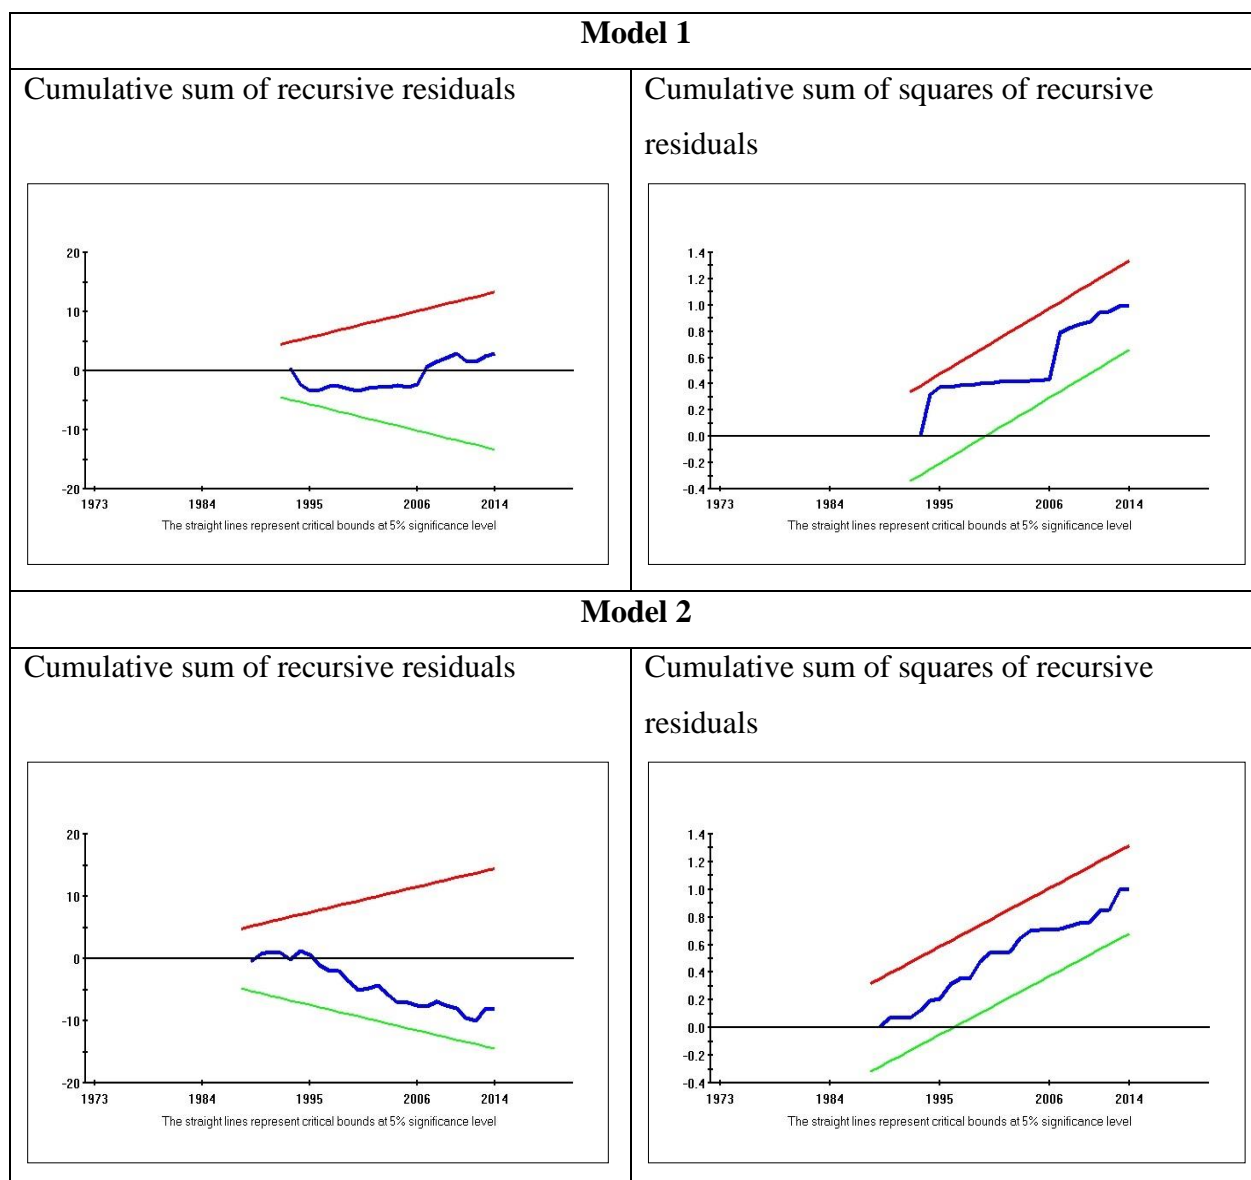 Model 1
Cumulative sum of recursive residuals
Cumulative sum of squares of recursive
residuals
20
10
0
-10
-20
1973 1984 1995 2006 2014
The straight lines represent critical bounds at 5% significance level
1.4
1.2
1.0
0.8
0.6
0.4
0.2
0.0
-0.2
-0.4
1973 1984 1995 2006 2014
The straight lines represent critical bounds at 5% significance level
Model 2
Cumulative sum of recursive residuals
Cumulative sum of squares of recursive
residuals
20
10
0
-10
-20
1973 1984 1995 2006 2014
The straight lines represent critical bounds at 5% significance level
1.4
1.2
1.0
0.8
0.6
0.4
0.2
0.0
-0.2
-0.4
1973 1984 1995 2006 2014
The straight lines represent critical bounds at 5% significance level